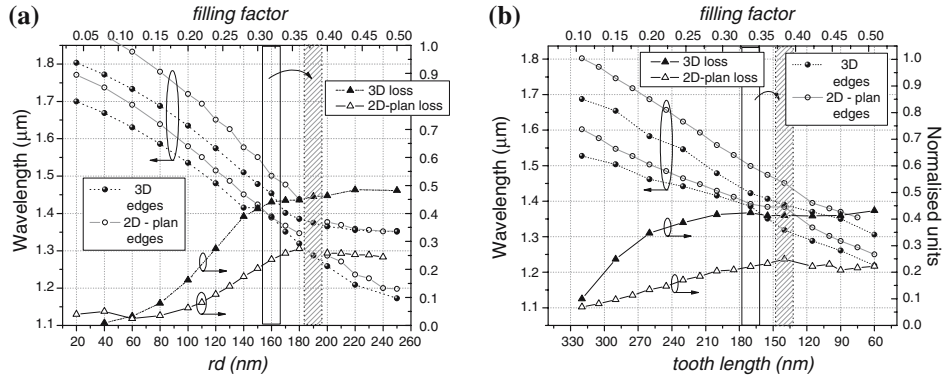 (a)
filling factor
0.05 0.10 0.15 0.20 0.25 0.30 0.35 0.40 0.45 0.50
1.8
1.7
1.6
1.5
1.4
1.3
1.2
1.1
Wavelength (μm)
1.0
0.9
0.8
0.7
0.6
0.5
0.4
0.3
0.2
0.1
0.0
3D loss
2D-plan loss
3D edges
2D - plan edges
20 40 60 80 100 120 140 160 180 200 220 240 260
rd (nm)
(b)
filling factor
0.10 0.15 0.20 0.25 0.30 0.35 0.40 0.45 0.50
1.8
1.7
1.6
1.5
1.4
1.3
1.2
1.1
Wavelength (μm)
3D loss
2D-plan loss
3D edges
2D - plan edges
1.0
0.9
0.8
0.7
0.6
0.5
0.4
0.3
0.2
0.1
0.0
Normalised units
330 300 270 240 210 180 150 120 90 60
tooth length (nm)